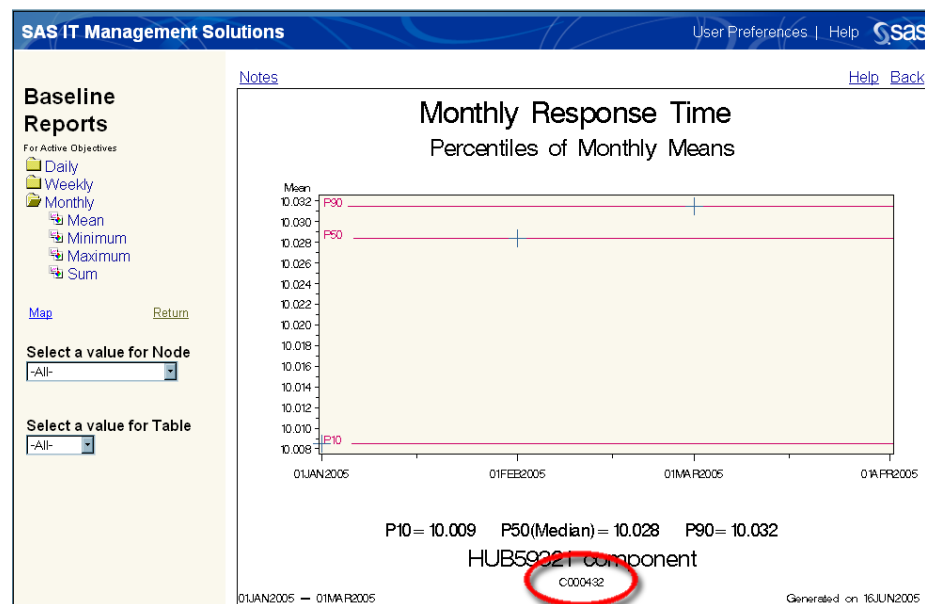 SAS IT Management Solutions
User Preferences | Help
sas
Baseline
Reports
For Active Objectives
Daily
Weekly
Monthly
Mean
Minimum
Maximum
Sum
Map
Return
Select a value for Node
-All-
Select a value for Table
-All-
Notes
Help Back
Monthly Response Time
Percentiles of Monthly Means
Mean
10.032
10.030
10.028
10.026
10.024
10.022
10.020
10.018
10.016
10.014
10.012
10.010
10.008
P90
P50
P10
01JAN2005
01FEB2005
01MAR2005
01APR2005
P10= 10.009 P50(Median)= 10.028 P90= 10.032
HUB59321 component
C000432
01JAN2005 – 01MAR2005
Generated on 16JUN2005